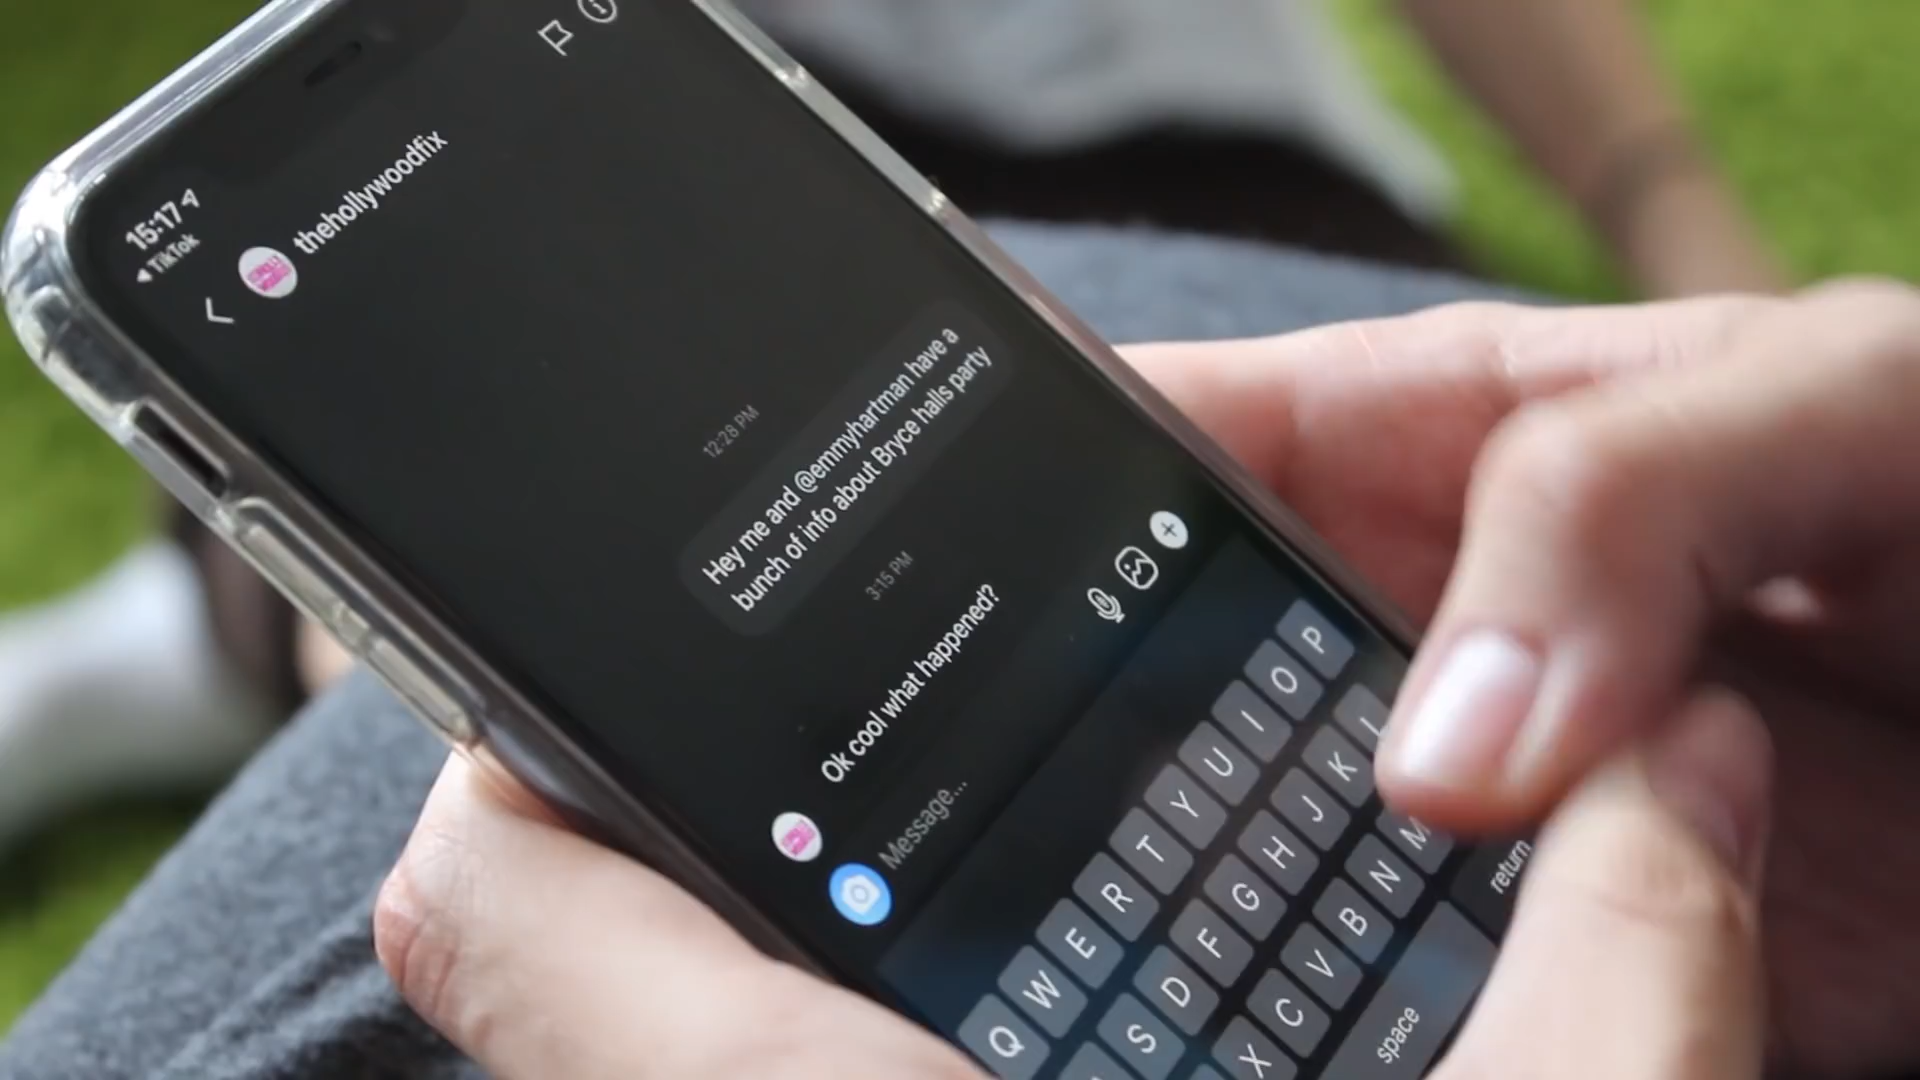 15:17
TikTok
thehollywoodfix
12:28 PM
Hey me and @emmyhartman have a
bunch of info about Bryce halls party
3:15 PM
Ok cool what happened?
Message...
Q W E R T Y U I O P
S D F G H J K L
X C V B N M
space return